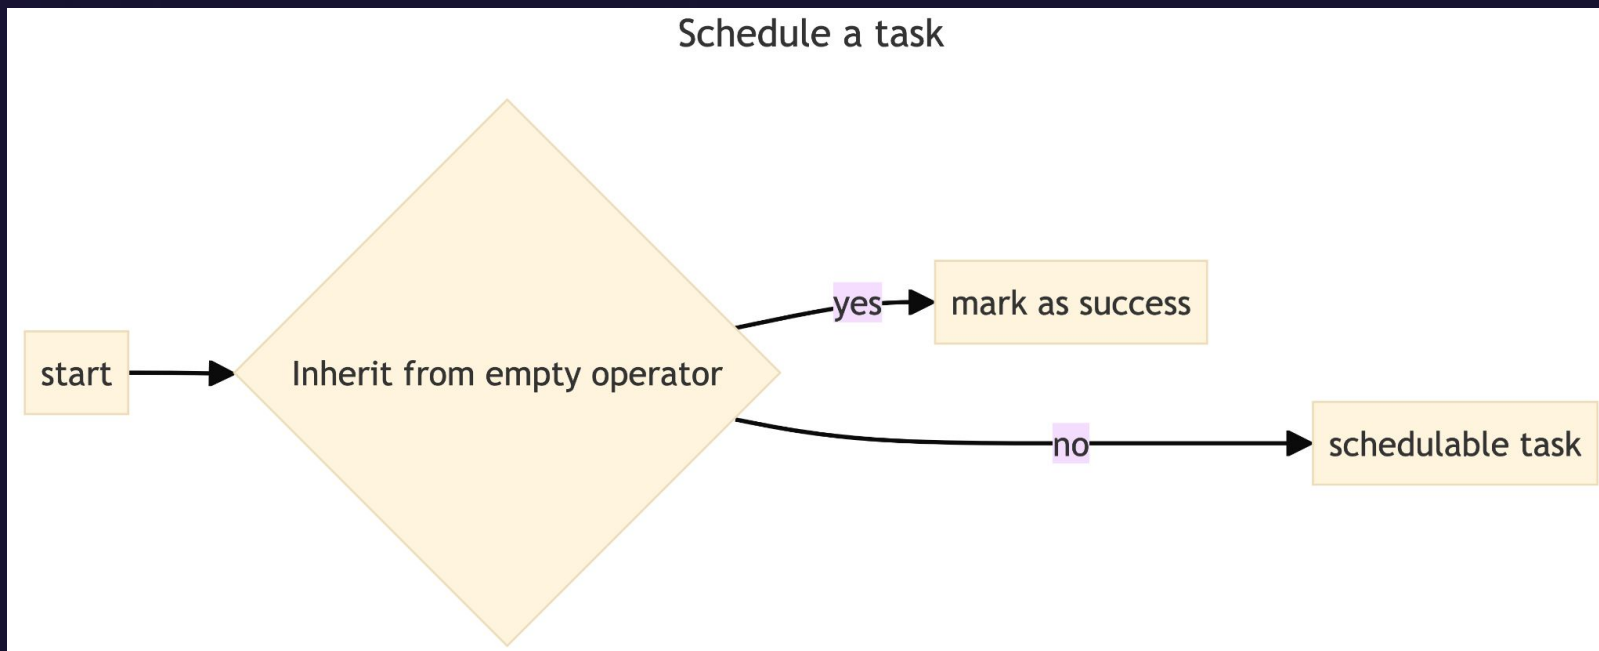 Schedule a task
start
Inherit from empty operator
yes
mark as success
no
schedulable task